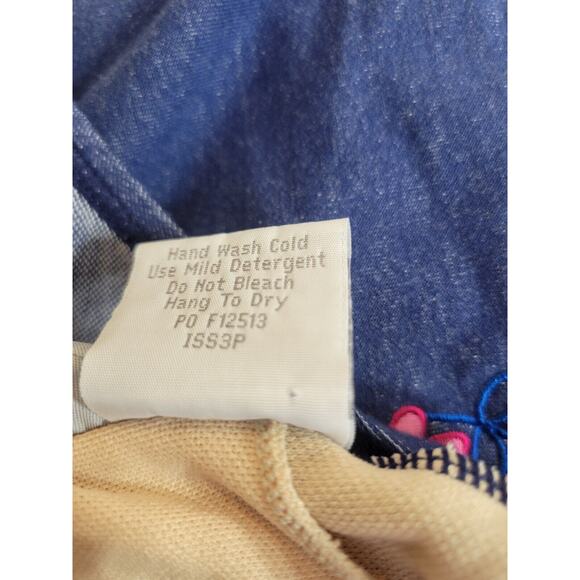 Hand Wash Cold
Use Mild Detergent
Do Not Bleach
Hang To Dry
PO F12513
ISS3P